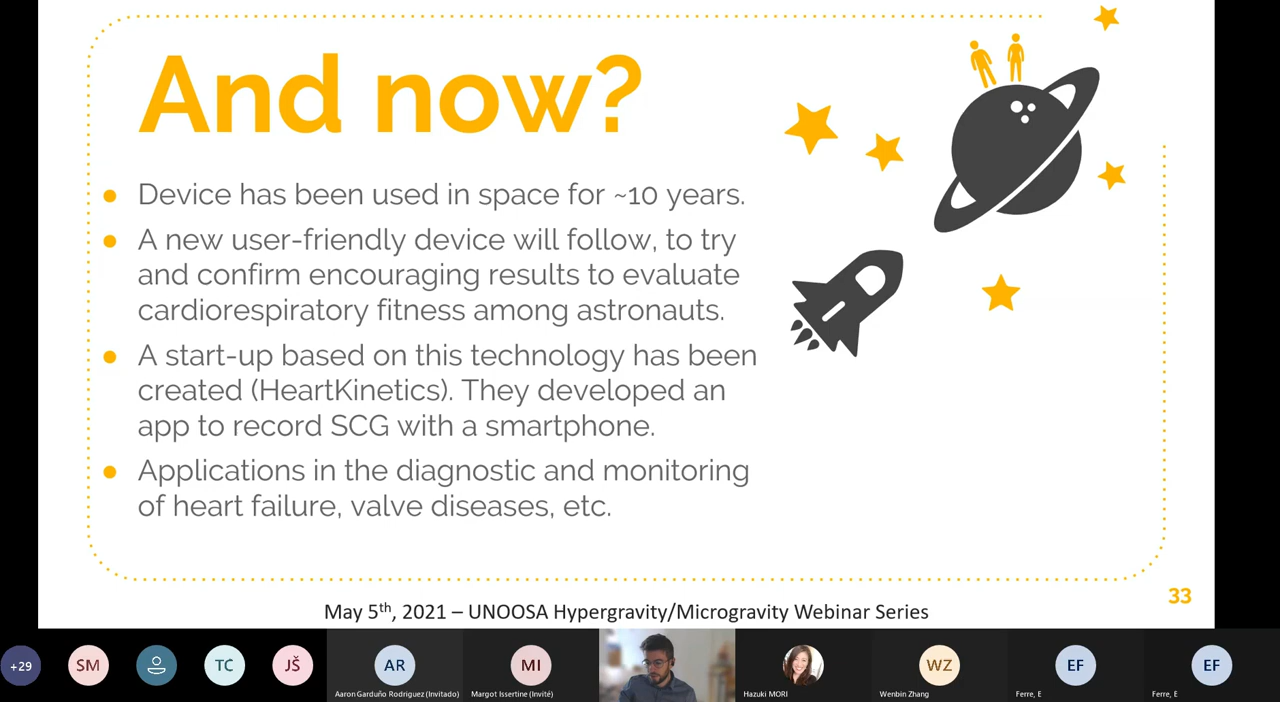 And now?
Device has been used in space for ~10 years.
A new user-friendly device will follow, to try
and confirm encouraging results to evaluate
cardiorespiratory fitness among astronauts.
A start-up based on this technology has been
created (HeartKinetics). They developed an
app to record SCG with a smartphone.
Applications in the diagnostic and monitoring
of heart failure, valve diseases, etc.
33
May 5th, 2021 – UNOOSA Hypergravity/Microgravity Webinar Series
+29
SM
TC
JŠ
AR
MI
WZ
EF
EF
Aaron Garduño Rodriguez (Invitado)
Margot Issertine (Invité)
Hazuki MORI
Wenbin Zhang
Ferre, E
Ferre, E